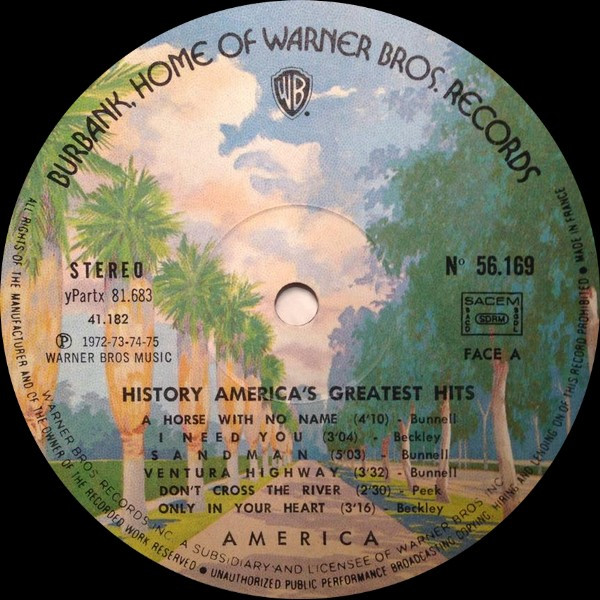 BURBANK, HOME OF WARNER BROS. RECORDS
WB
STEREO
yPartx 81.683
41.182
Ⓟ 1972-73-74-75
WARNER BROS MUSIC
Nº 56.169
SACEM
SDRM
FACE A
HISTORY AMERICA'S GREATEST HITS
A HORSE WITH NO NAME (4'10) - Bunnell
I NEED YOU (3'04) - Beckley
SANDMAN (5'03) - Bunnell
VENTURA HIGHWAY (3'32) - Bunnell
DON'T CROSS THE RIVER (2'30) - Peek
ONLY IN YOUR HEART (3'16) - Beckley
AMERICA
WARNER BROS. RECORDS INC. A SUBSIDIARY AND LICENSEE OF WARNER BROS. INC.
ALL RIGHTS OF THE MANUFACTURER AND OF THE OWNER OF THE RECORDED WORK RESERVED ● UNAUTHORIZED PUBLIC PERFORMANCE BROADCASTING COPYING, HIRING AND LENDING ON OF THIS RECORD PROHIBITED ● MADE IN FRANCE